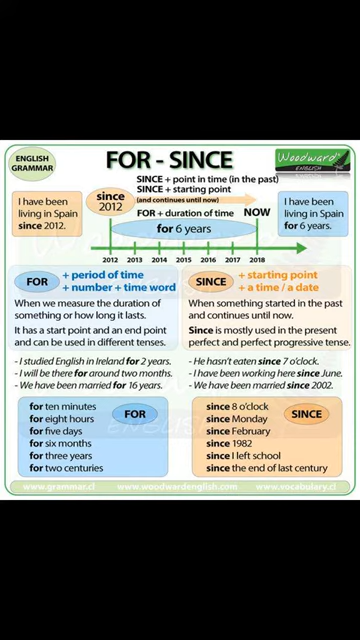 ENGLISH
GRAMMAR
FOR - SINCE
Woodward®
ENGLISH
SINCE + point in time (in the past)
SINCE + starting point
(and continues until now)
FOR + duration of time
NOW
since
2012
I have been
living in Spain
since 2012.
for 6 years
I have been
living in Spain
for 6 years.
2012 2013 2014 2015 2016 2017 2018
FOR
+ period of time
+ number + time word
When we measure the duration of
something or how long it lasts.
It has a start point and an end point
and can be used in different tenses.
- I studied English in Ireland for 2 years.
- I will be there for around two months.
- We have been married for 16 years.
SINCE
+ starting point
+ a time / a date
When something started in the past
and continues until now.
Since is mostly used in the present
perfect and perfect progressive tense.
- He hasn't eaten since 7 o'clock.
- I have been working here since June.
- We have been married since 2002.
for ten minutes
for eight hours
for five days
for six months
for three years
for two centuries
FOR
since 8 o'clock
since Monday
since February
since 1982
since I left school
since the end of last century
SINCE
www.grammar.cl www.woodwardenglish.com www.vocabulary.cl